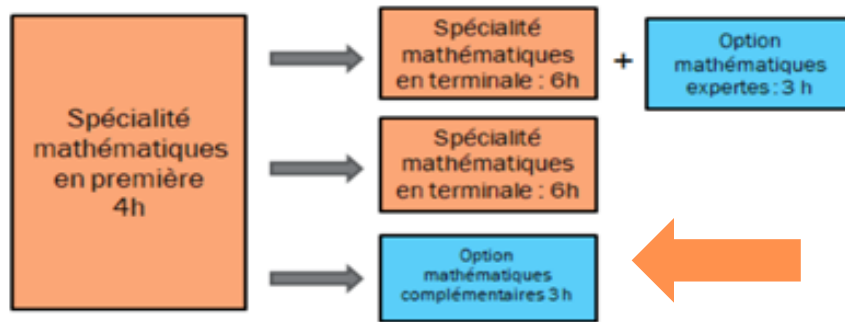 Spécialité
mathématiques
en première
4h
Spécialité
mathématiques
en terminale : 6h
+
Option
mathématiques
expertes : 3 h
Spécialité
mathématiques
en terminale : 6h
Option
mathématiques
complémentaires 3 h